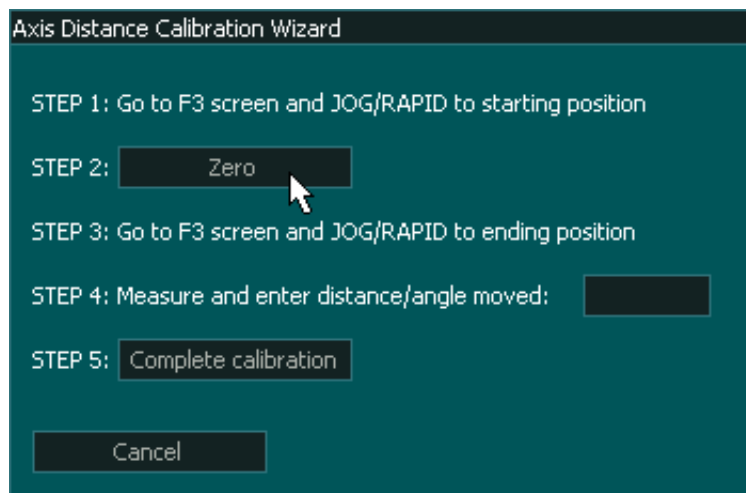 Axis Distance Calibration Wizard
STEP 1: Go to F3 screen and JOG/RAPID to starting position
STEP 2: Zero
STEP 3: Go to F3 screen and JOG/RAPID to ending position
STEP 4: Measure and enter distance/angle moved:
STEP 5: Complete calibration
Cancel